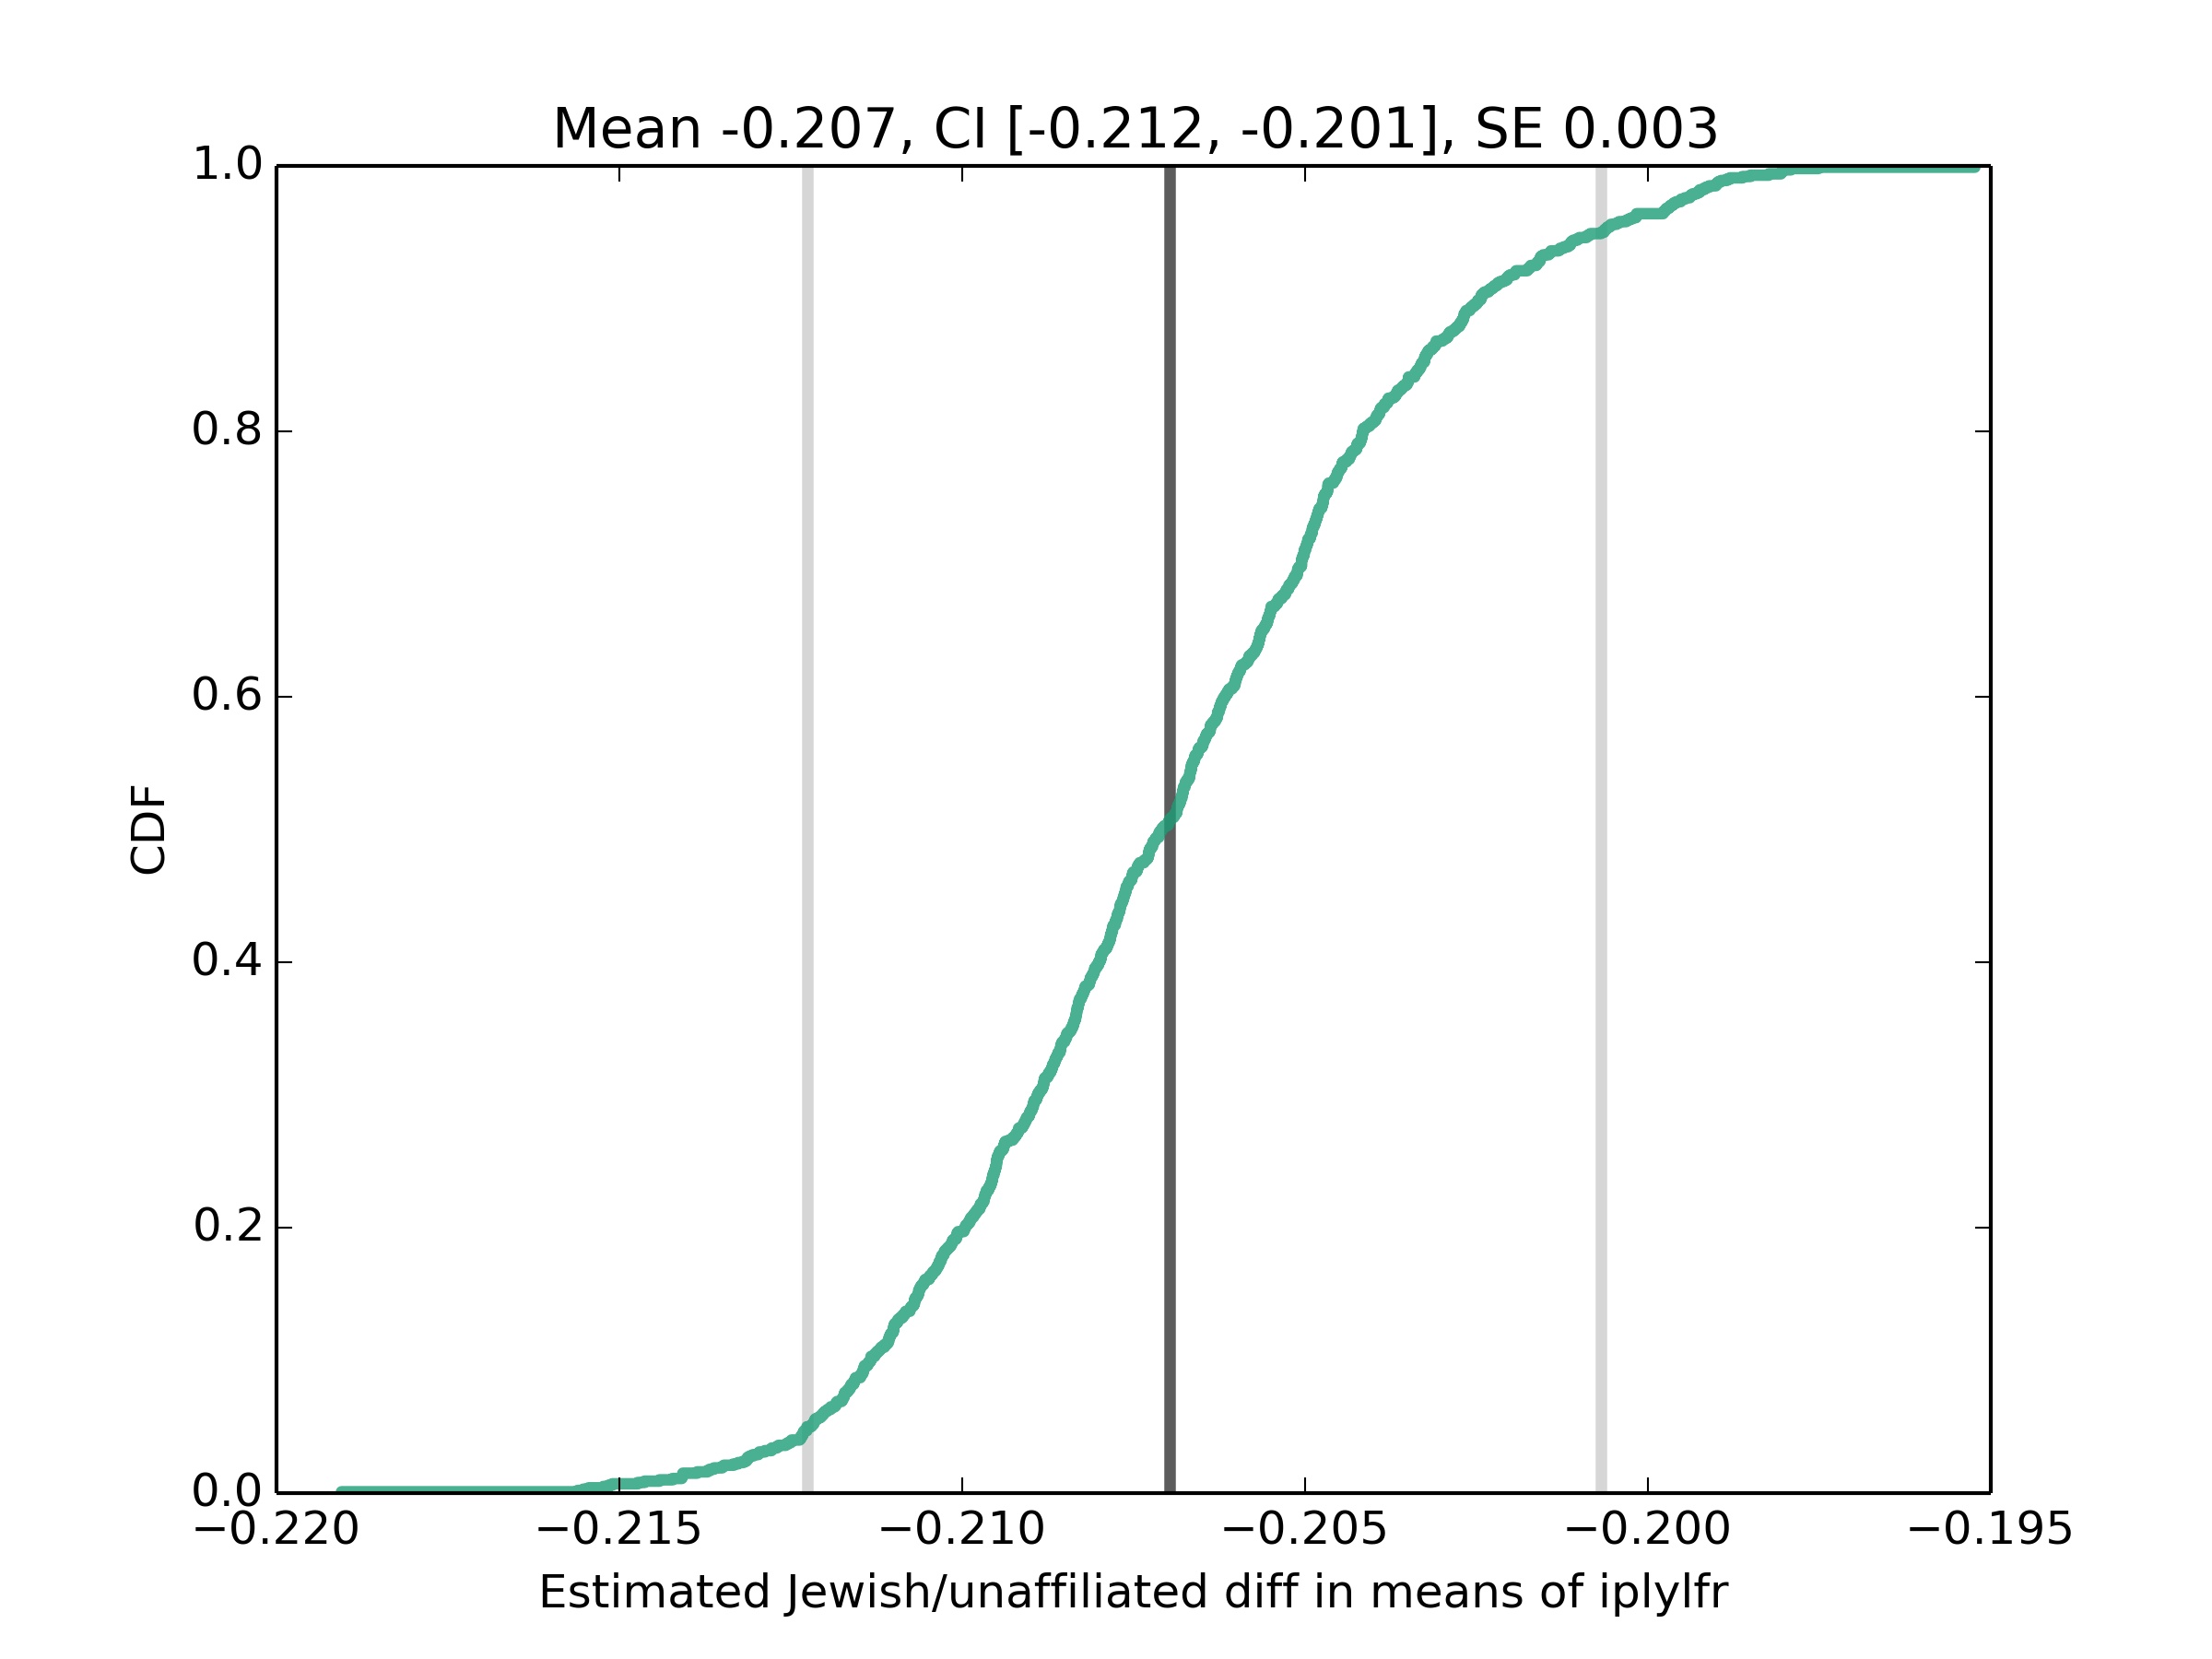 Mean -0.207, CI [-0.212, -0.201], SE 0.003
1.0
0.8
0.6
0.4
0.2
0.0
CDF
−0.220 −0.215 −0.210 −0.205 −0.200 −0.195
Estimated Jewish/unaffiliated diff in means of iplylfr